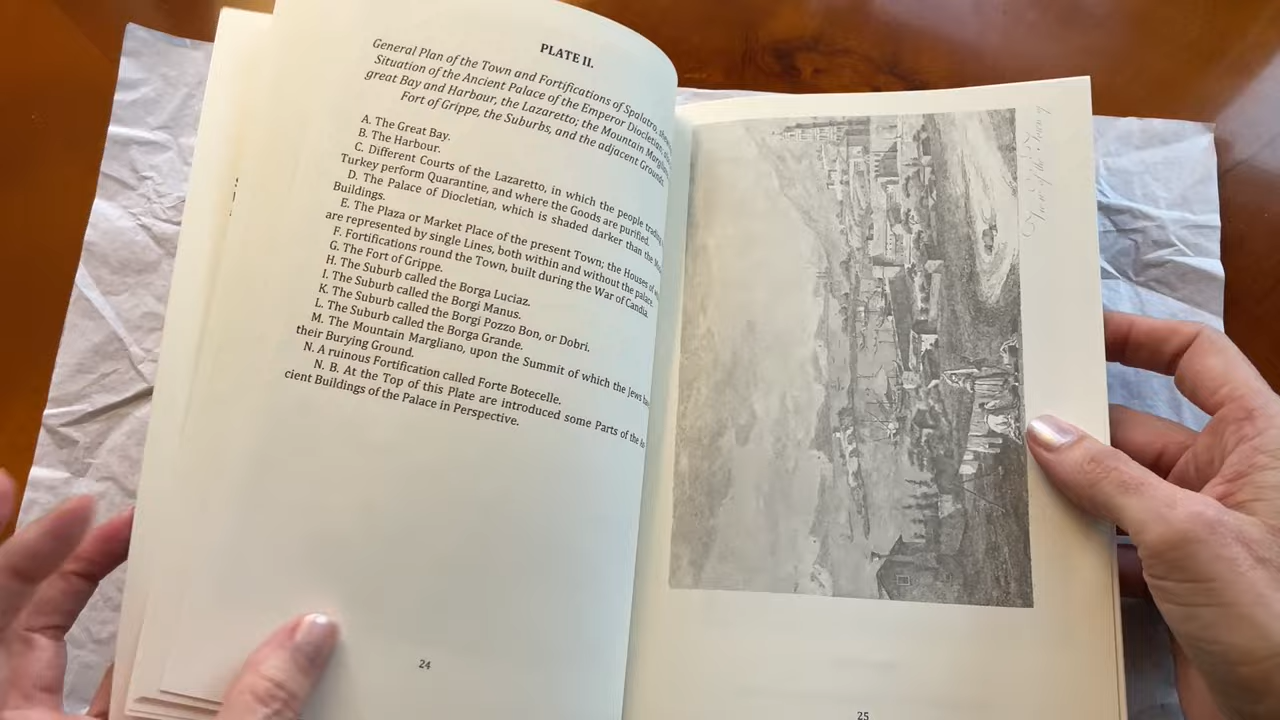 PLATE II.
General Plan of the Town and Fortifications of Spalatro,
Situation of the Ancient Palace of the Emperor Diocletian,
great Bay and Harbour, the Lazaretto; the Mountain
Fort of Grippe, the Suburbs, and the adjacent Grounds.
A. The Great Bay.
B. The Harbour.
C. Different Courts of the Lazaretto, in which the people trading
Turkey perform Quarantine, and where the Goods are purified.
D. The Palace of Diocletian, which is shaded darker than the
Buildings.
E. The Plaza or Market Place of the present Town; the Houses of
are represented by single Lines, both within and without the palace.
F. Fortifications round the Town, built during the War of Candia.
G. The Fort of Grippe.
H. The Suburb called the Borga Luciaz.
I. The Suburb called the Borgi Manus.
K. The Suburb called the Borgi Pozzo Bon, or Dobri.
L. The Suburb called the Borga Grande.
M. The Mountain Margliano, upon the Summit of which the Jews
their Burying Ground.
N. A ruinous Fortification called Forte Botecelle.
N. B. At the Top of this Plate are introduced some Parts of the
cient Buildings of the Palace in Perspective.
24
View of the Town of
25